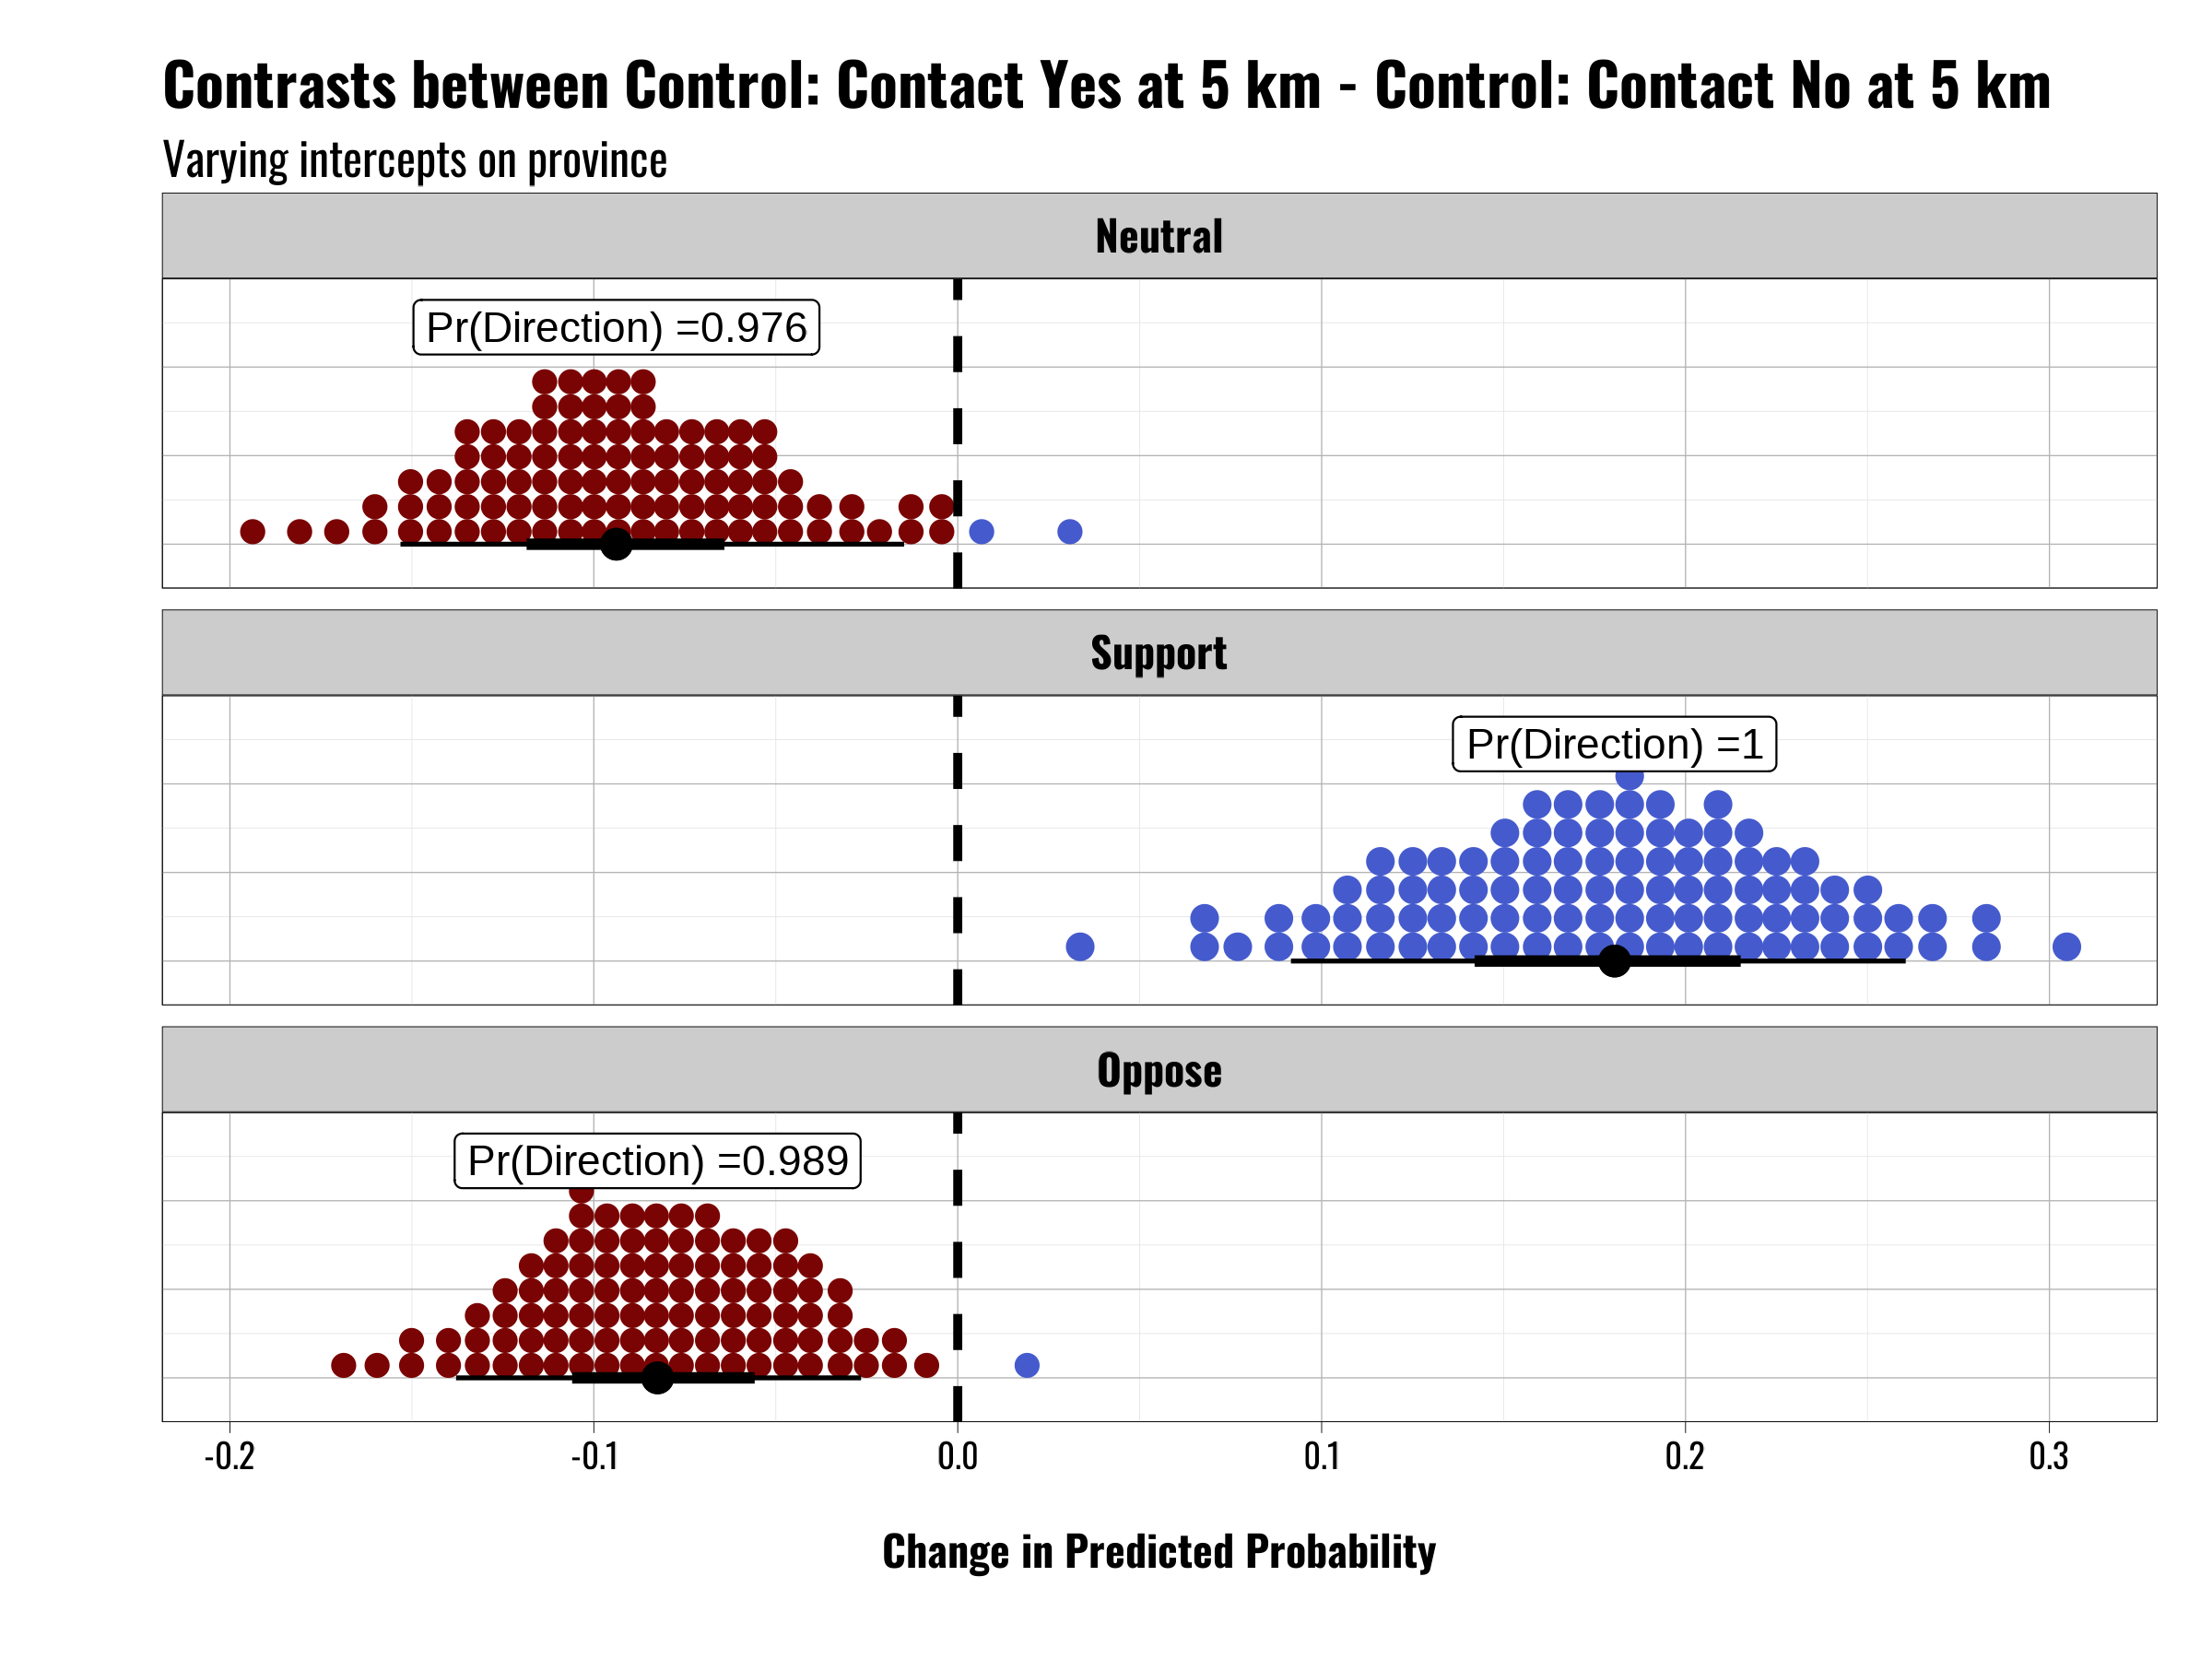 Contrasts between Control: Contact Yes at 5 km - Control: Contact No at 5 km
Varying intercepts on province
Neutral
Pr(Direction) =0.976
Support
Pr(Direction) =1
Oppose
Pr(Direction) =0.989
-0.2 -0.1 0.0 0.1 0.2 0.3
Change in Predicted Probability